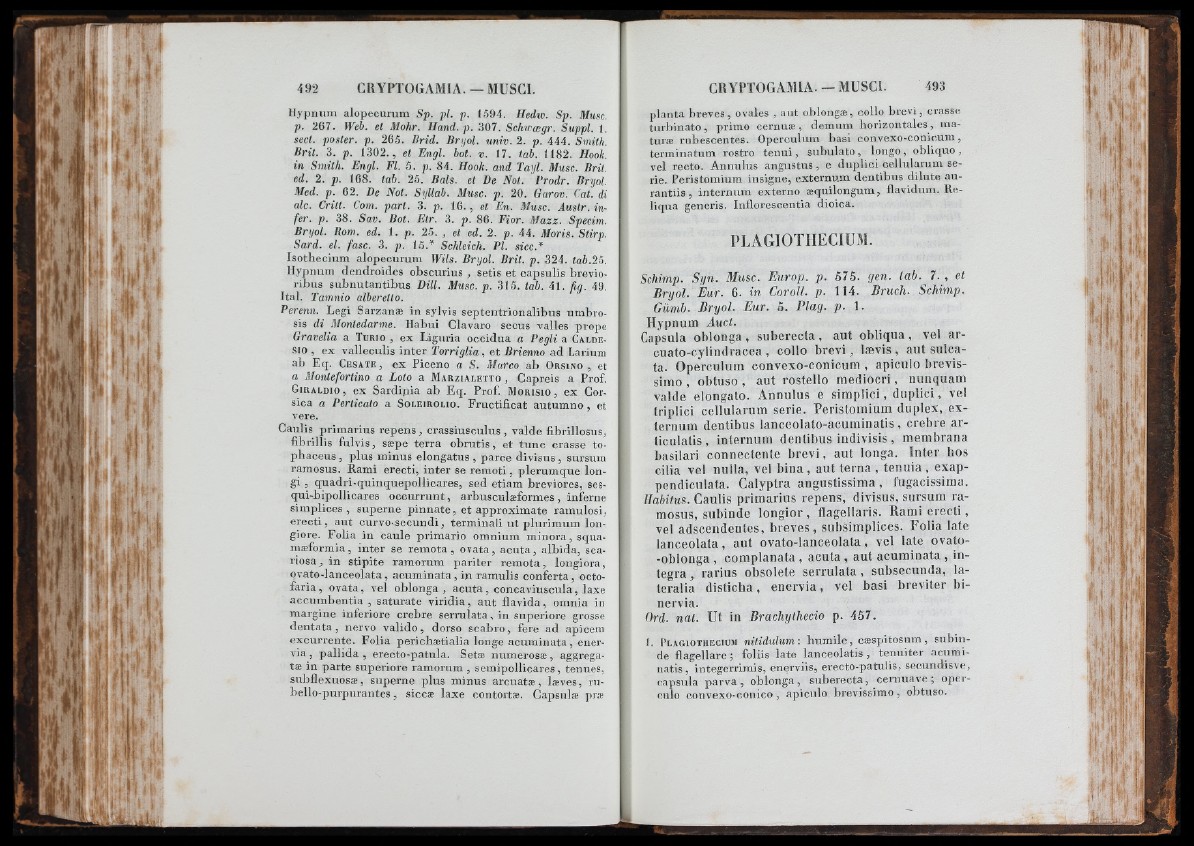 492 CRYPTOGAMIA. — MUSCI.
Hypnum alopecurum Sp. pl. p. 1594. Hedw. Sp. Musc.
p. 267. Web. et Mohr. Hand. p. 307. Schwægr. Suppl. 1.
sect. poster. p. 265. Brid. Bryol. univ. 2. p. 444. Smith.
Brit. 3. p. 1302., et Engl. bot. v. 17. tab. 1182. Hook.
in Smith. Engl. Fl. 5. p. 84. Hook. and Tayl. Musc. Brit.
ed. 2. p. 168. tab. 25. Bals. et De Not. Prodr. Bryol.
Med. p. 62. De Not. Syllab. Musc. p. 20. Garov. Cat. di
alc. Critt. Com. part. 3. p. 16., et En. Musc. Austr. in-
fer. p. 38. Sav. Bot. Etr. 3. p. 86. Fior. Mazz. Specim.
Bryol. Rom. ed. 1. p. 25. , et ed. 2. p. 44. Moris. Stirp.
Sard. el. fasc. 3. p. 15.* Schleich. Pl. sicc.*
Isothecium alopecurum Wils. Bryol. Brit. p. 324. tab.25.
Hypnum dendroides obscurius , setis et capsulis brevio-
ribus subnutantibus Dill. Musc. p. 315. tab. 41. fig. 49.
Ital. Tamnio alberetto.
Perenn. Legi Sarzanæ in sylvis septentrionalibus umbro-
sis di Montedarme. Habui Clavaro secus valles prope
Gravelia a TURIO , ex Liguria occidua a Pegli a CALDE-
SIO , ex valleculis inter Torriglia, et Brienno ad Larium
ab Eq. CESATE, ex Piceno a S. Marco ab ORSINO , et
a Montefortino a Loto a MARZIALETTO , Capreis a Prof.
GIRALDIO, ex Sardinia ab Eq. Prof. MORISIO, ex Cor-
sica a Perticato a SOLEIROLIO. Fructificat autumno , et
vere.
Caulis primarius repens, crassiusculus , valde fibrillosus,
fibrillis fulvis, sæpe terra obrutis, et tunc crasse to-
phaceus, plus minus elongatus , parce divisus, sursum
ramosus. Rami erecti, inter se remoti, plerumque lon-
gi , quadri-quinquepollicares, sed etiam breviores, ses-
qui-bipollicares occurrunt, arbusculæformes, inferne
simplices , superne pinnate, et approximate ramulosi,
erecti, aut curvo-secundi, terminali ut plurimum lon-
giore. Folia in caule primario omnium minora, squa-
mæformia, inter se remota , ovata, acuta, albida, sca-
riosa, in stipite ramorum pariter remota, longiora,
ovato-lanceolata, acuminata, in ramulis conferta, octo-
faria, ovata, vel oblonga , acuta, concaviuscula, laxe
accumbentia , saturate viridia, aut flavida, omnia in
margine inferiore crebre serrulata, in superiore grosse
dentata, nervo valido, dorso scabro, fere ad apicem
excurrente. Folia perichætialia longe acuminata, ener-
via, pallida , erecto-patula. Setæ numerosæ, aggrega-
tæ in parte superiore ramorum , semipollicares, tenues,
subflexuosæ, superne plus minus arcuatæ, læves, ru-
bello-purpurantes, siccæ laxe contortæ. Capsulæ præ
CRYPTOGAMIA. — MUSCI. 493
planta breves, ovales , aut oblongæ, collo brevi, crasse
turbinato, primo cernuæ, demum horizontales, ma-
turæ rubescentes. Operculum basi convexo-conicum,
terminatum rostro tenui, subulato, longo, obliquo,
vel recto. Annulus angustus, e duplici cellularum se-
rie. Peristomium insigne, externum dentibus dilute au-
rantiis, internum externo æquilongum, flavidum. Re-
liqua generis. Inflorescentia dioica.
PLAGIOTHECIUM.
Schimp. Syn. Musc. Europ. p. 575. gen. tab. 7. , et
Bryol. Eur. 6. in Coroll. p. 114. Bruch. Schimp.
Gümb. Bryol. Eur. 5. Plag. p. 1.
Hypnum Auct.
Capsula oblonga, suberecta, aut obliqua, vel ar-
cuato-cylindracea, collo brevi, lævis, aut sulca-
ta. Operculum convexo-conicum, apiculo brevis-
simo , obtuso , aut rostello mediocri, nunquam
valde elongato. Annulus e simplici, duplici, vel
triplici cellularum serie. Peristomium duplex, ex-
ternum dentibus lanceolato-acuminatis, crebre ar-
ticulatis, internum dentibus indivisis, membrana
basilari connectente brevi, aut longa. Inter hos
cilia vel nulla, vel bina, aut terna, tenuia, exap-
pendiculata. Calyptra angustissima, fugacissima.
Habitus. Caulis primarius repens, divisus, sursum ra-
mosus, subinde longior, flagellaris. Rami erecti,
vel adscendentes, breves, subsimplices. Folia late
lanceolata, aut ovato-lanceolata, vel late ovato-
-oblonga, complanata, acuta, aut acuminata, in-
tegra, rarius obsolete serrulata, subsecunda, la-
teralia disticha, enervia, vel basi breviter bi-
nervia.
Ord. nat. Ut in Brachythecio p. 457.
1. PLAGIOTHECIUM nitidulum: humile, cæspitosum, subin-
de flagellare; foliis late lanceolatis, tenuiter acumi-
natis, integerrimis, enerviis, erecto-patulis, secundisve,
capsula parva, oblonga, suberecta, cernuave; oper-
culo convexo-conico, apiculo brevissimo, obtuso.